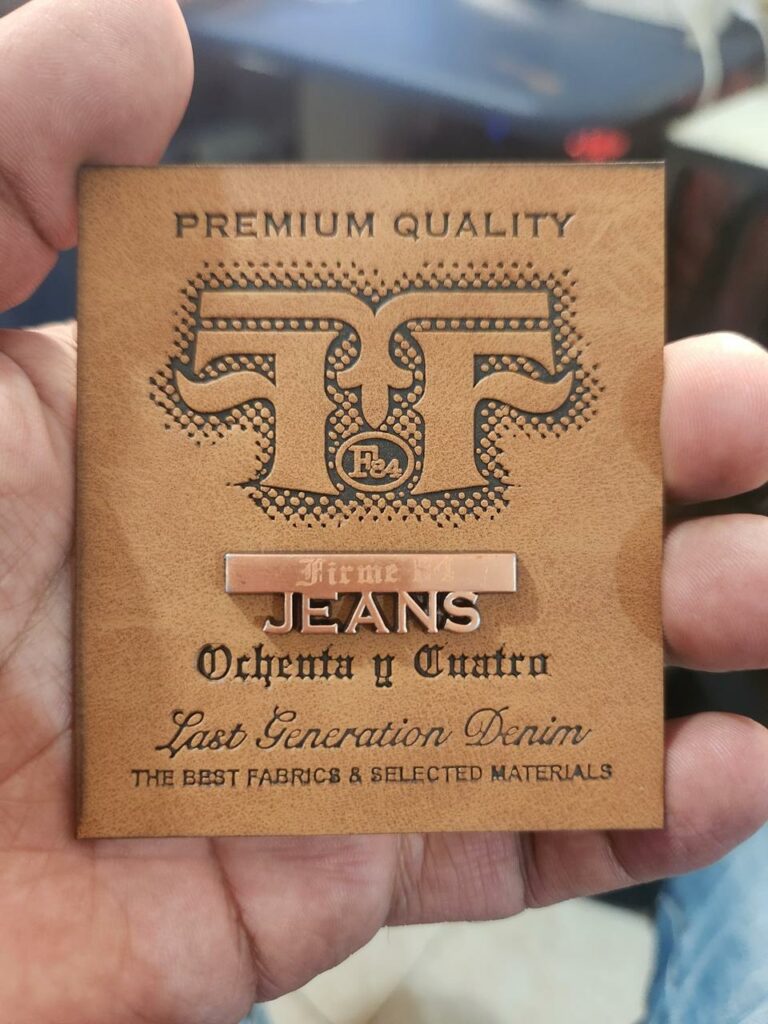 PREMIUM QUALITY
F84
Firme 84
JEANS
Ochenta y Cuatro
Last Generation Denim
THE BEST FABRICS & SELECTED MATERIALS